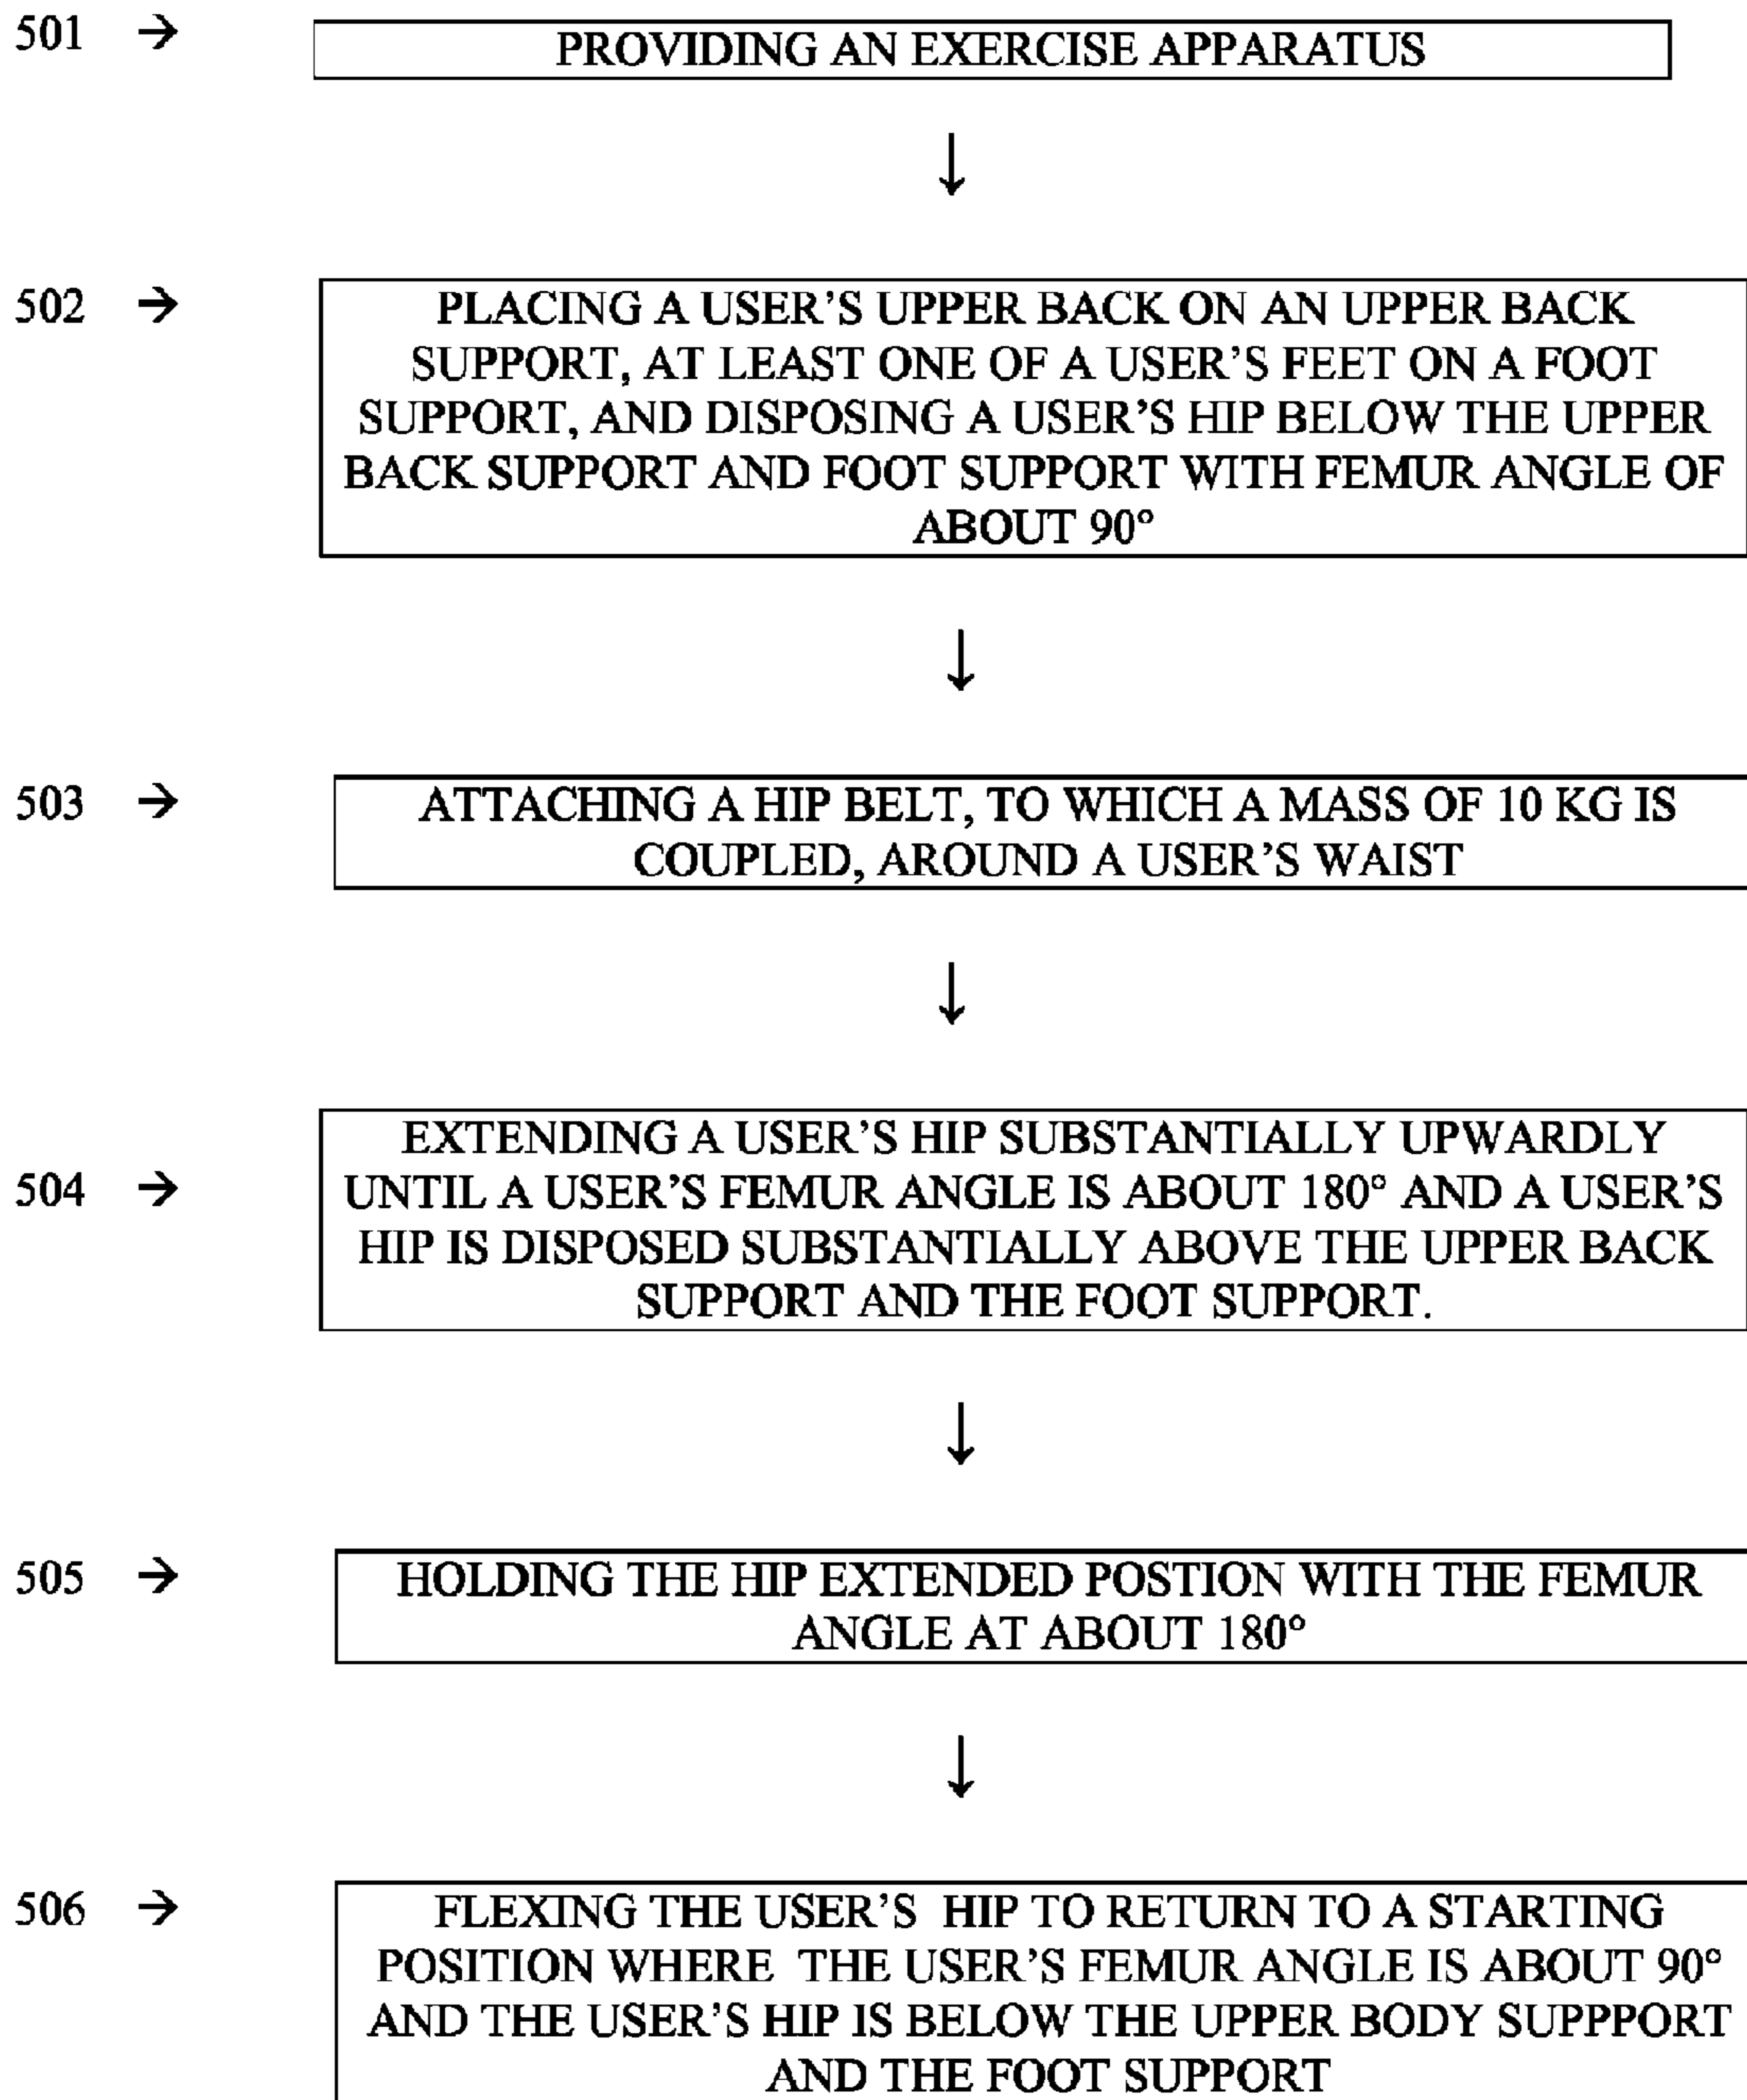 501 → PROVIDING AN EXERCISE APPARATUS
↓
502 → PLACING A USER'S UPPER BACK ON AN UPPER BACK
SUPPORT, AT LEAST ONE OF A USER'S FEET ON A FOOT
SUPPORT, AND DISPOSING A USER'S HIP BELOW THE UPPER
BACK SUPPORT AND FOOT SUPPORT WITH FEMUR ANGLE OF
ABOUT 90°
↓
503 → ATTACHING A HIP BELT, TO WHICH A MASS OF 10 KG IS
COUPLED, AROUND A USER'S WAIST
↓
EXTENDING A USER'S HIP SUBSTANTIALLY UPWARDLY
504 → UNTIL A USER'S FEMUR ANGLE IS ABOUT 180° AND A USER'S
HIP IS DISPOSED SUBSTANTIALLY ABOVE THE UPPER BACK
SUPPORT AND THE FOOT SUPPORT.
↓
505 → HOLDING THE HIP EXTENDED POSTION WITH THE FEMUR
ANGLE AT ABOUT 180°
↓
506 → FLEXING THE USER'S HIP TO RETURN TO A STARTING
POSITION WHERE THE USER'S FEMUR ANGLE IS ABOUT 90°
AND THE USER'S HIP IS BELOW THE UPPER BODY SUPPPORT
AND THE FOOT SUPPORT